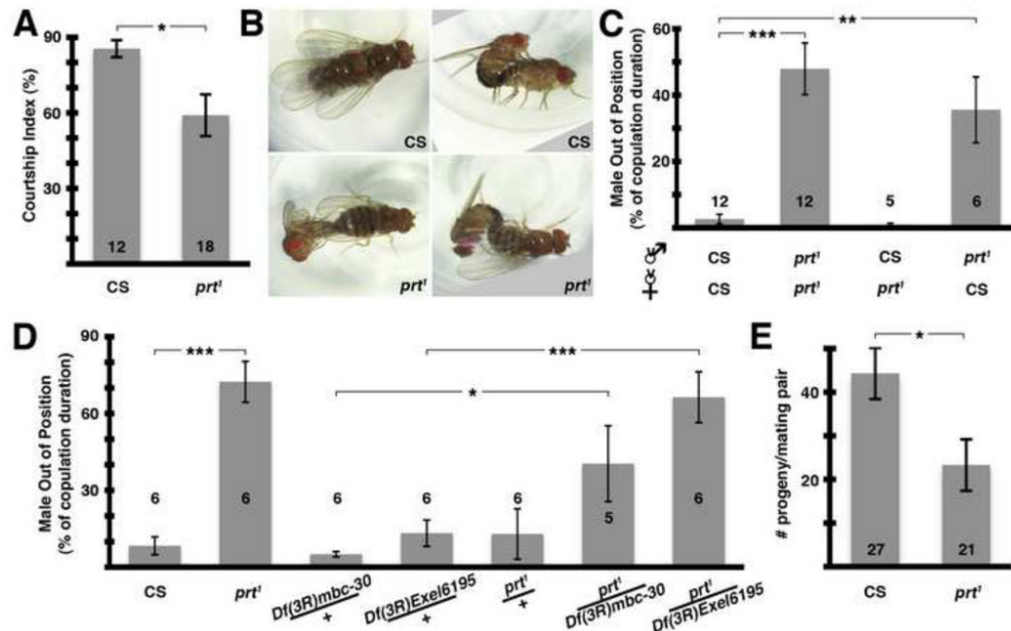 A
Courtship Index (%)
90
60
30
*
12
18
CS
prt¹
B
CS
CS
prt¹
prt¹
C
Male Out of Position
(% of copulation duration)
60
40
20
**
***
12
12
5
6
♂ CS prt¹ CS prt¹
♀ CS prt¹ prt¹ CS
D
Male Out of Position
(% of copulation duration)
90
60
30
***
***
*
6
6
6
6
6
5
6
CS
prt¹
Df(3R)mbc-30
+
Df(3R)Exel6195
+
prt¹
+
prt¹
Df(3R)mbc-30
prt¹
Df(3R)Exel6195
E
# progeny/mating pair
40
20
*
27
21
CS
prt¹